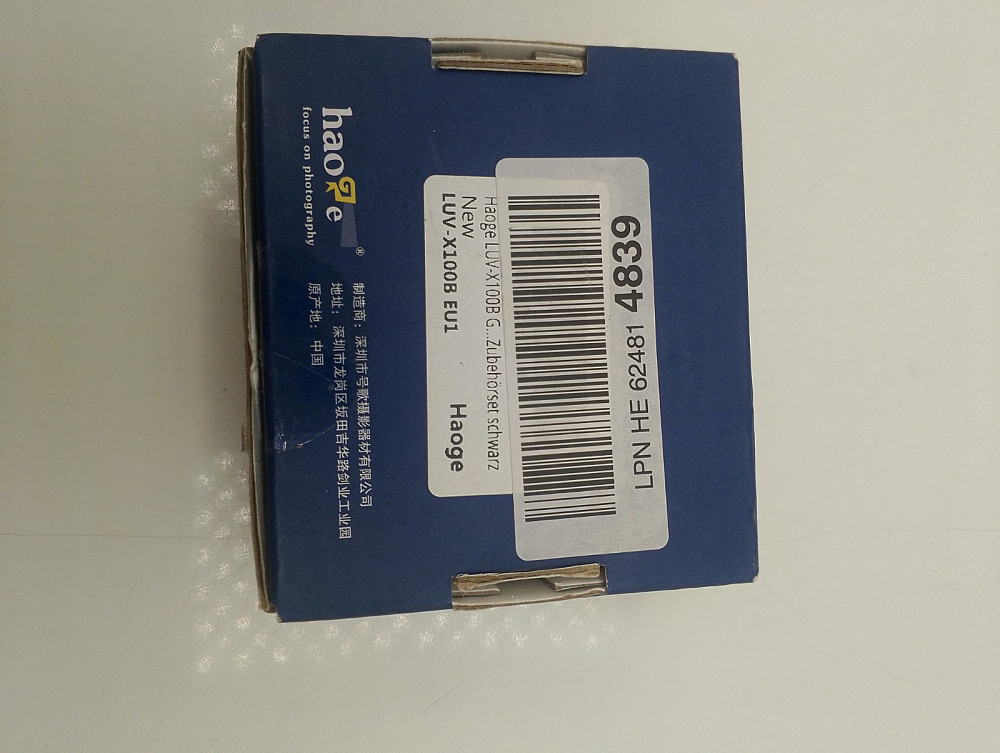 haoge®
focus on photography
制造商：深圳市号歌摄影器材有限公司
地址：深圳市龙岗区坂田吉华路剑业工业园
原产地：中国
Haoge LUV-X100B G...Zubehörset schwarz
New
LUV-X100B EU1 Haoge
LPN HE 62481 4839